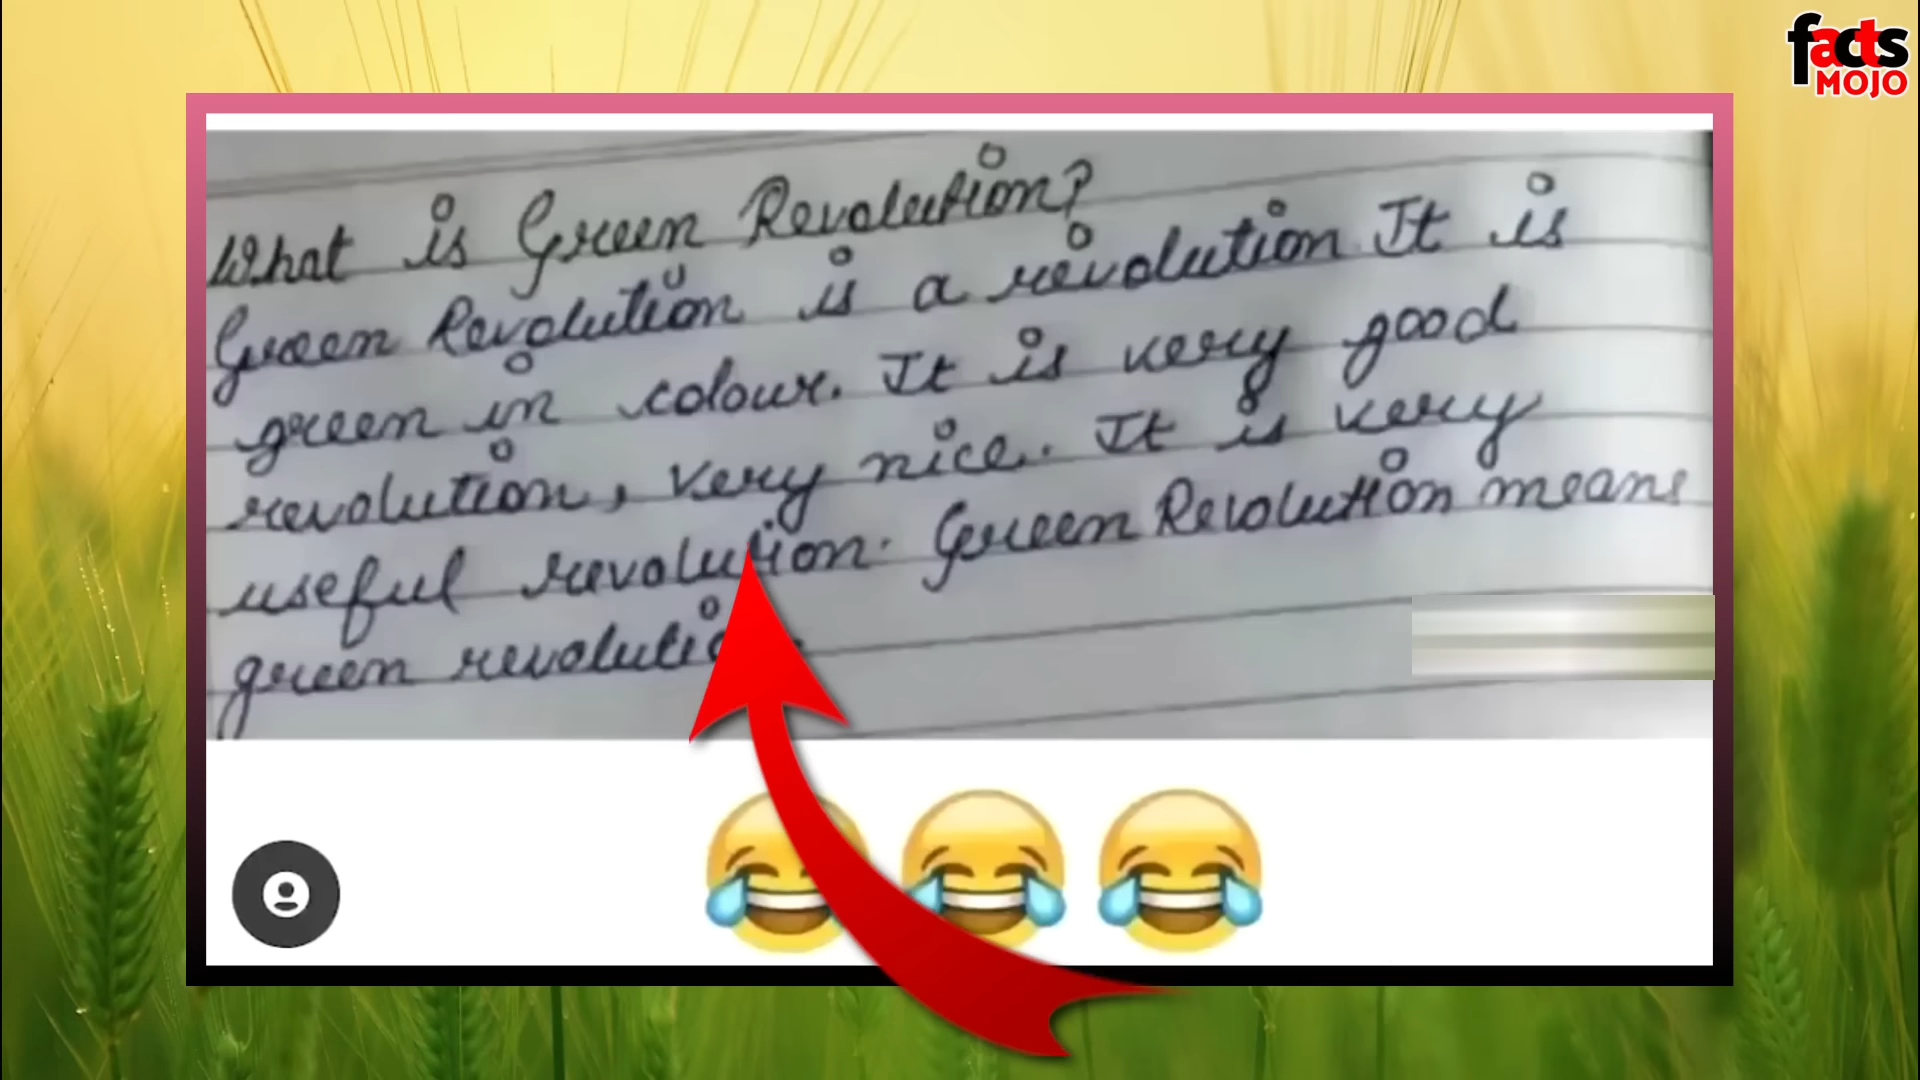 facts
MOJO
What is Green Revolution?
Green Revolution is a revolution It is
green in colour. It is very good
revolution, very nice. It is very
useful revolution. Green Revolution means
green revolution.